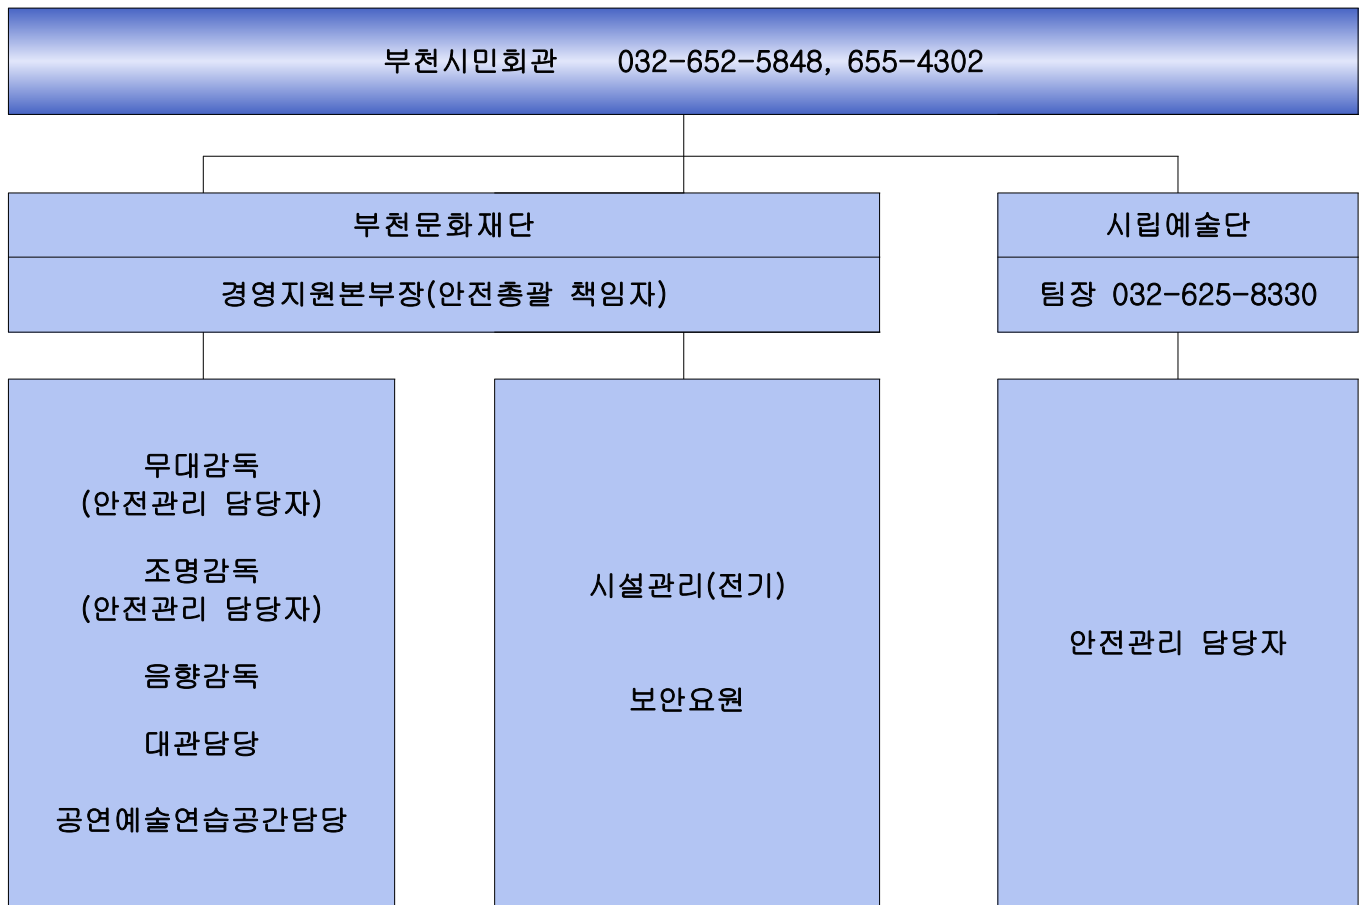 부천시민회관 032-652-5848, 655-4302
부천문화재단
경영지원본부장(안전총괄 책임자)
시립예술단
팀장 032-625-8330
무대감독
(안전관리 담당자)
조명감독
(안전관리 담당자)
음향감독
대관담당
공연예술연습공간담당
시설관리(전기)
보안요원
안전관리 담당자